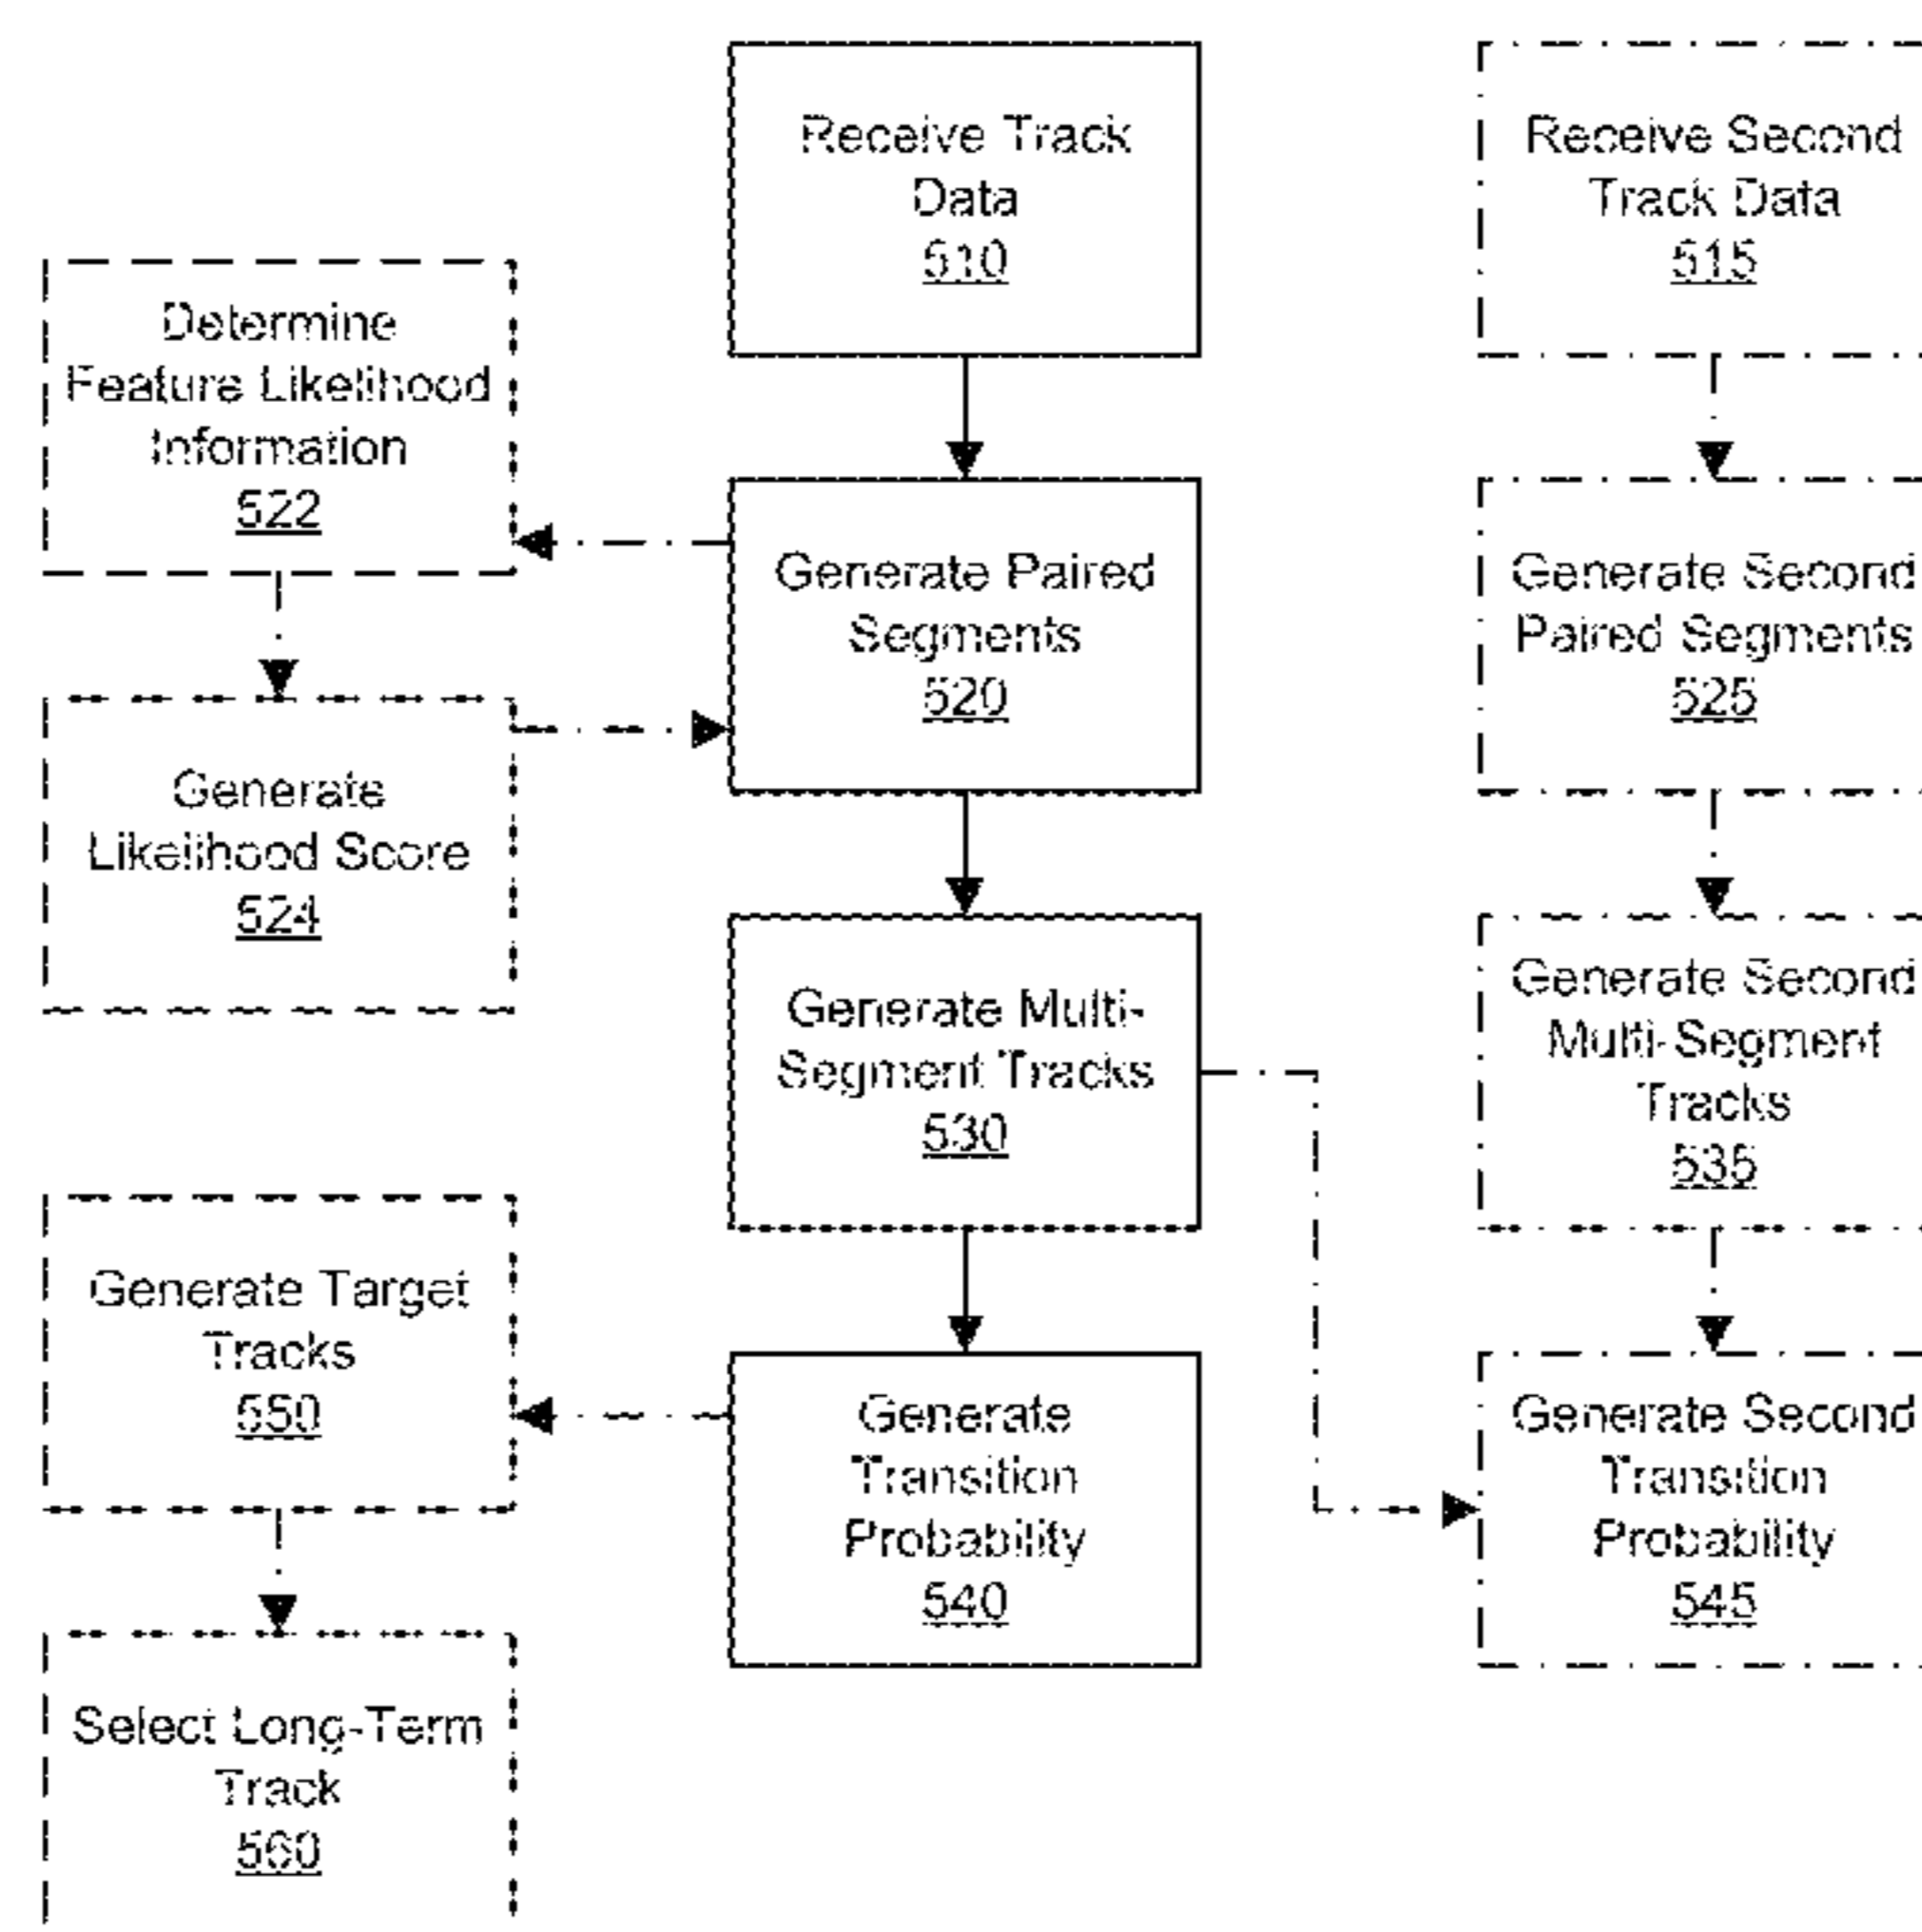 Receive Track
Data
510
Receive Second
Track Data
515
Determine
Feature Likelihood
Information
522
Generate Paired
Segments
520
Generate Second
Paired Segments
525
Generate
Likelihood Score
524
Generate Multi-
Segment Tracks
530
Generate Second
Multi-Segment
Tracks
535
Generate Target
Tracks
550
Generate
Transition
Probability
540
Generate Second
Transition
Probability
545
Select Long-Term
Track
560